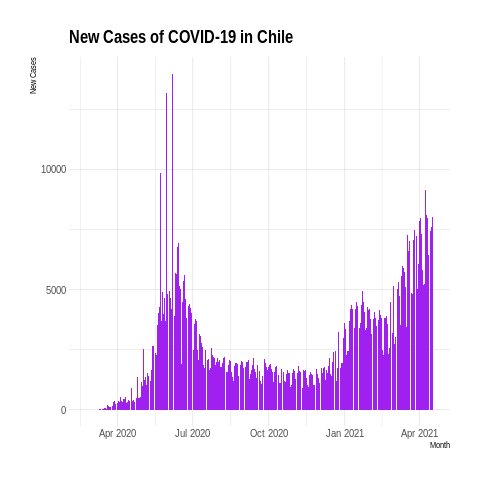 New Cases of COVID-19 in Chile
New Cases
10000
5000
0
Apr 2020 Jul 2020 Oct 2020 Jan 2021 Apr 2021
Month